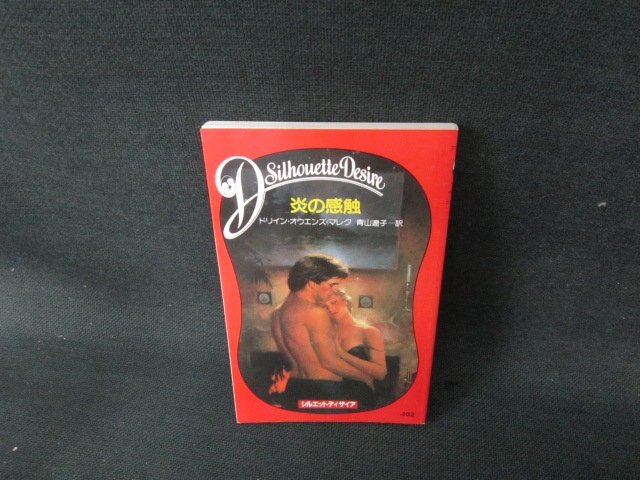 D Silhouette Desire
炎の感触
ドリイン・オウエンズ・マレク 青山遼子=訳
シルエット・ディザイア